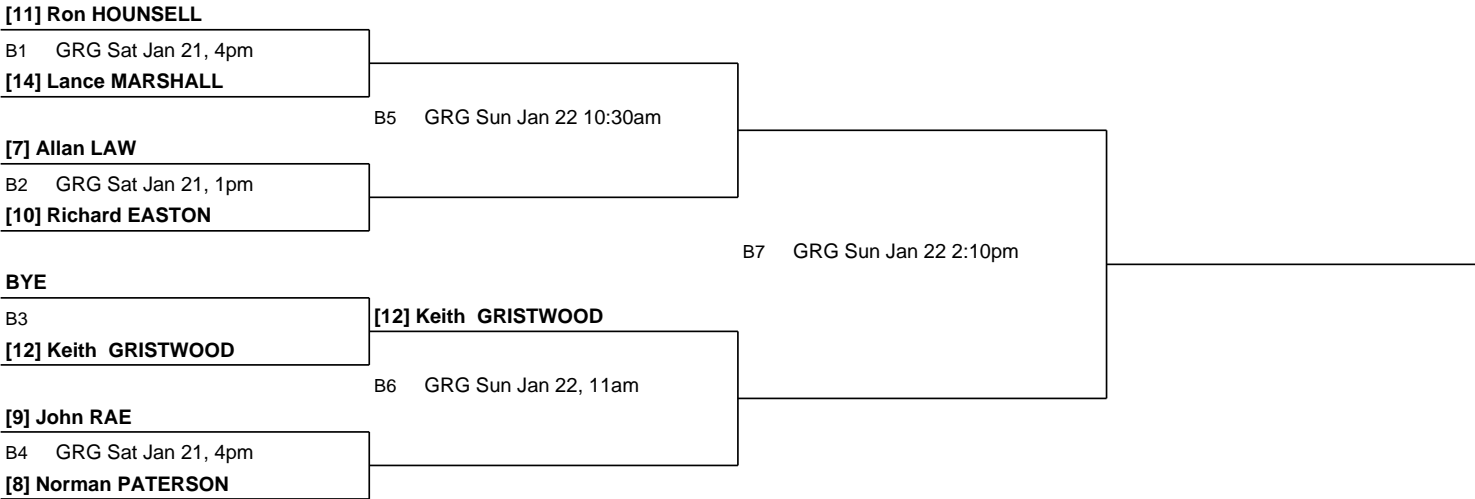 [11] Ron HOUNSELL
B1 GRG Sat Jan 21, 4pm
[14] Lance MARSHALL
B5 GRG Sun Jan 22 10:30am
[7] Allan LAW
B2 GRG Sat Jan 21, 1pm
[10] Richard EASTON
B7 GRG Sun Jan 22 2:10pm
BYE
B3
[12] Keith GRISTWOOD
[12] Keith GRISTWOOD
B6 GRG Sun Jan 22, 11am
[9] John RAE
B4 GRG Sat Jan 21, 4pm
[8] Norman PATERSON